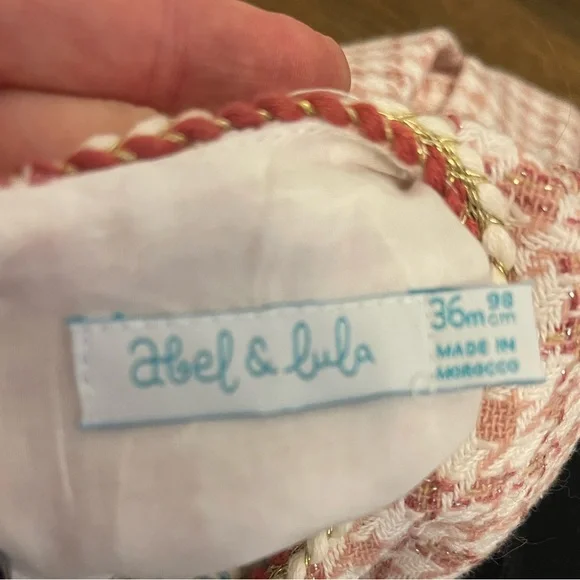 abel & lula
36m 98 cm
MADE IN
MOROCCO